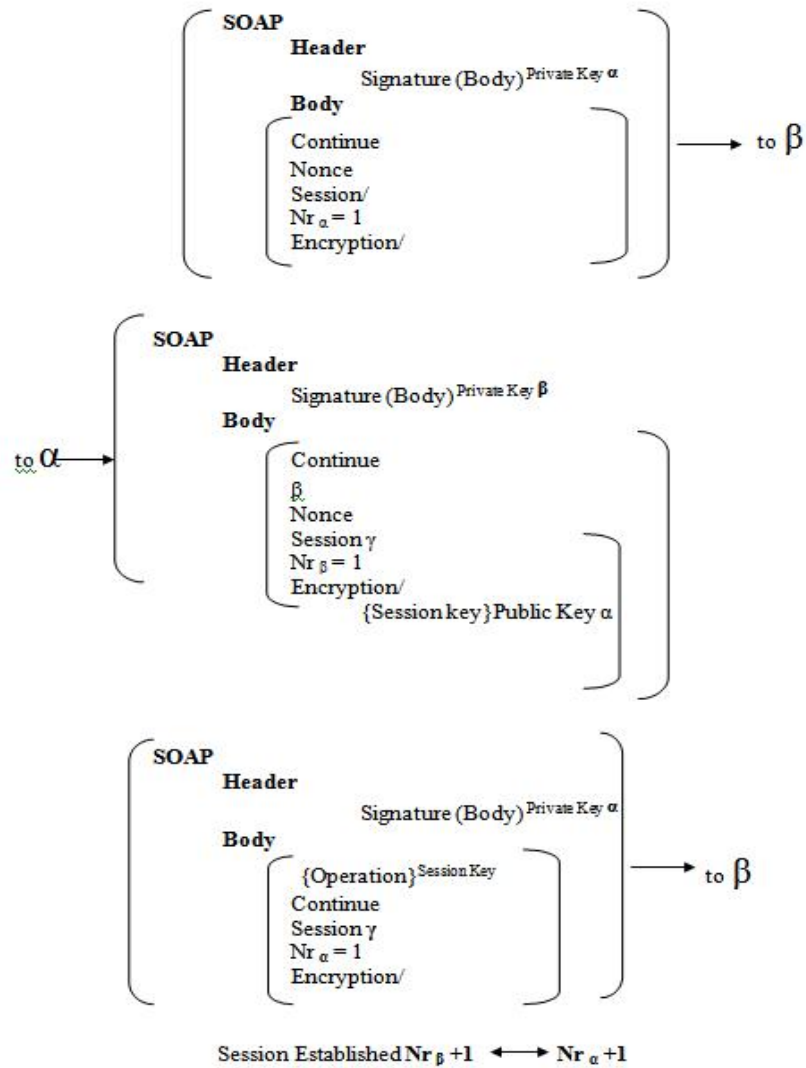 SOAP
Header
Signature (Body) Private Key α
Body
Continue
Nonce
Session/
Nr α = 1
Encryption/
to β
SOAP
Header
Signature (Body) Private Key β
Body
to α
Continue
β
Nonce
Session γ
Nr β = 1
Encryption/
{Session key}Public Key α
SOAP
Header
Signature (Body) Private Key α
Body
{Operation} Session Key
Continue
Session γ
Nr α = 1
Encryption/
to β
Session Established Nr β +1 ↔ Nr α +1